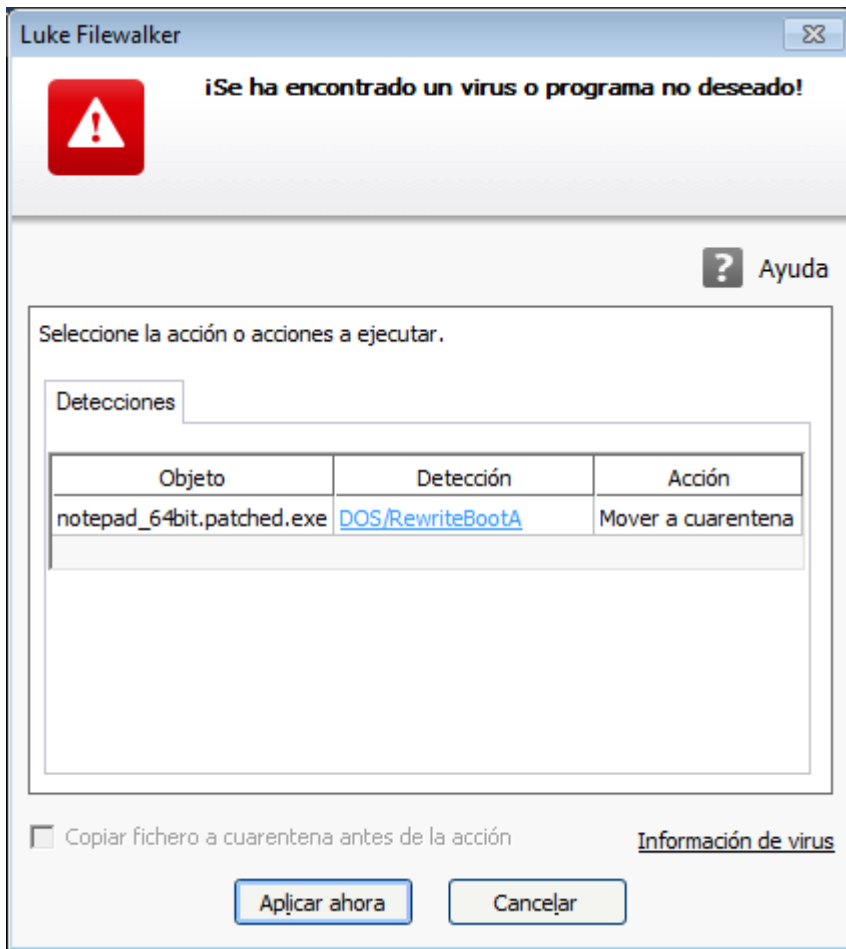 Luke Filewalker
¡Se ha encontrado un virus o programa no deseado!
Ayuda
Seleccione la acción o acciones a ejecutar.
Detecciones
Objeto Detección Acción
notepad_64bit.patched.exe DOS/RewriteBootA Mover a cuarentena
Copiar fichero a cuarentena antes de la acción
Información de virus
Aplicar ahora Cancelar